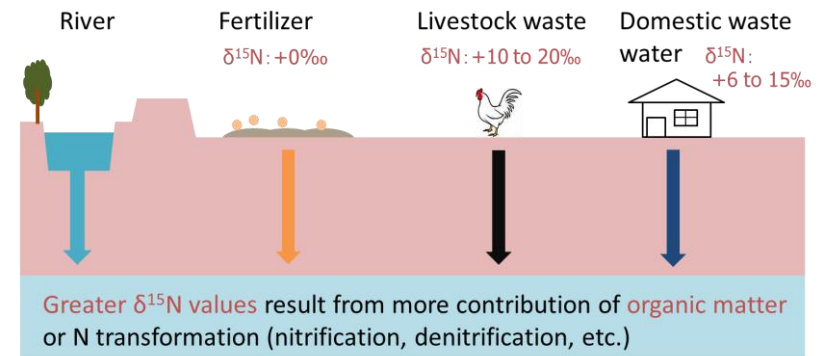 River
Fertilizer
δ¹⁵N: +0‰
Livestock waste
δ¹⁵N: +10 to 20‰
Domestic waste
water δ¹⁵N:
+6 to 15‰
Greater δ¹⁵N values result from more contribution of organic matter
or N transformation (nitrification, denitrification, etc.)